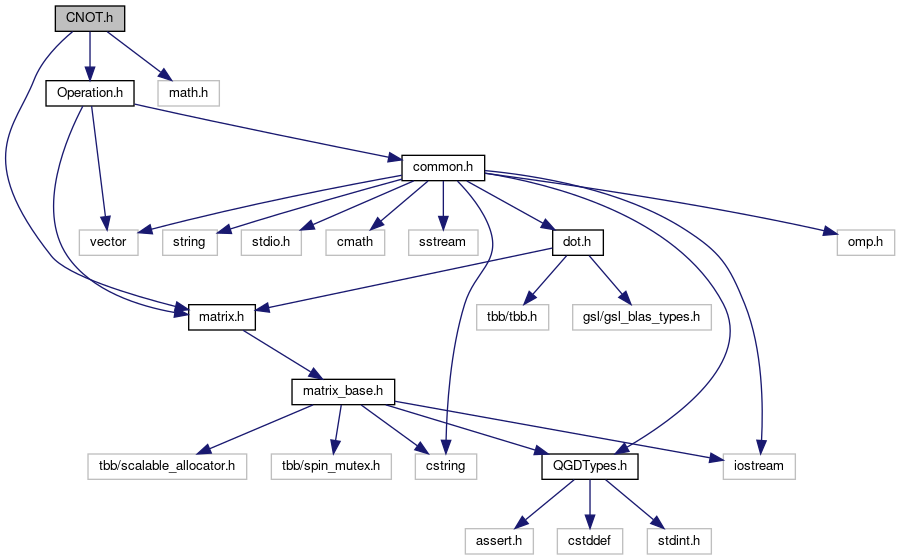 CNOT.h
Operation.h
math.h
common.h
vector
string
stdio.h
cmath
sstream
dot.h
omp.h
matrix.h
tbb/tbb.h
gsl/gsl_blas_types.h
matrix_base.h
tbb/scalable_allocator.h
tbb/spin_mutex.h
cstring
QGDTypes.h
iostream
assert.h
cstddef
stdint.h